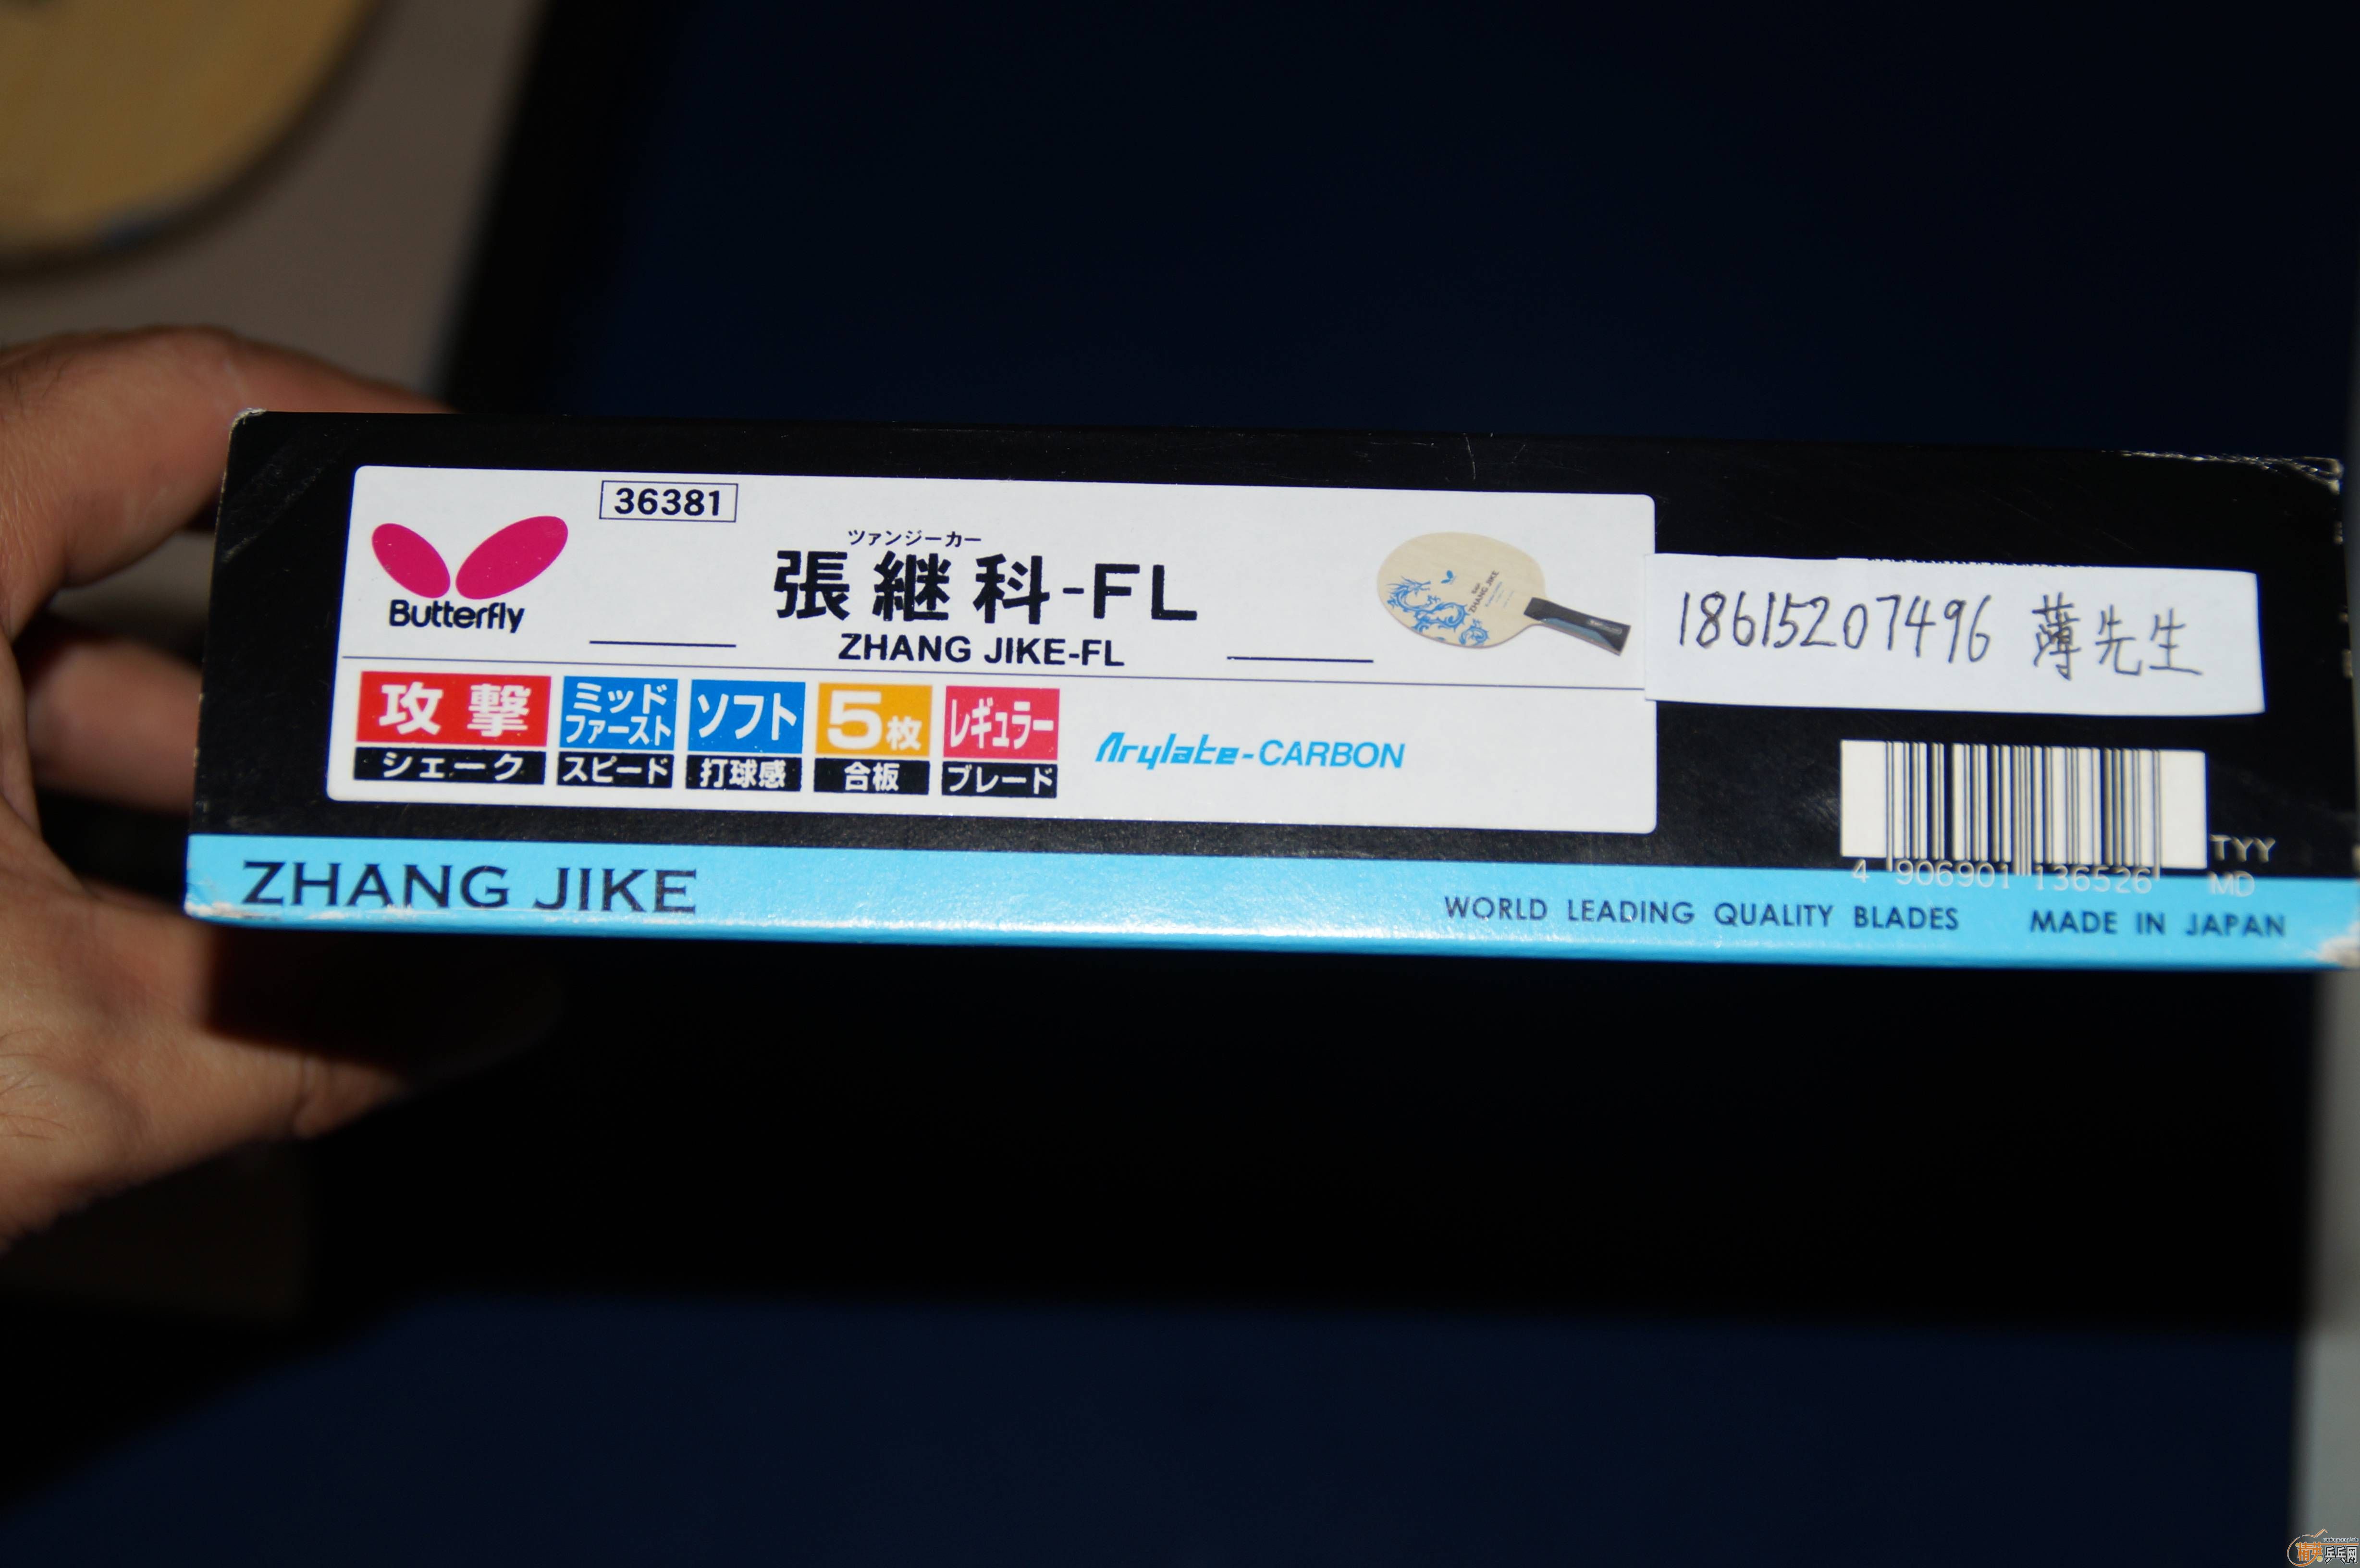 36381
Butterfly
ツァンジーカー
張継科-FL
ZHANG JIKE-FL
18615207496 薄先生
攻撃 ミッドファースト ソフト 5枚 レギュラー
シェーク スピード 打球感 合板 ブレード
Arylate-CARBON
4 906901 136526
TYY
MD
ZHANG JIKE
WORLD LEADING QUALITY BLADES MADE IN JAPAN
精英乒乓网